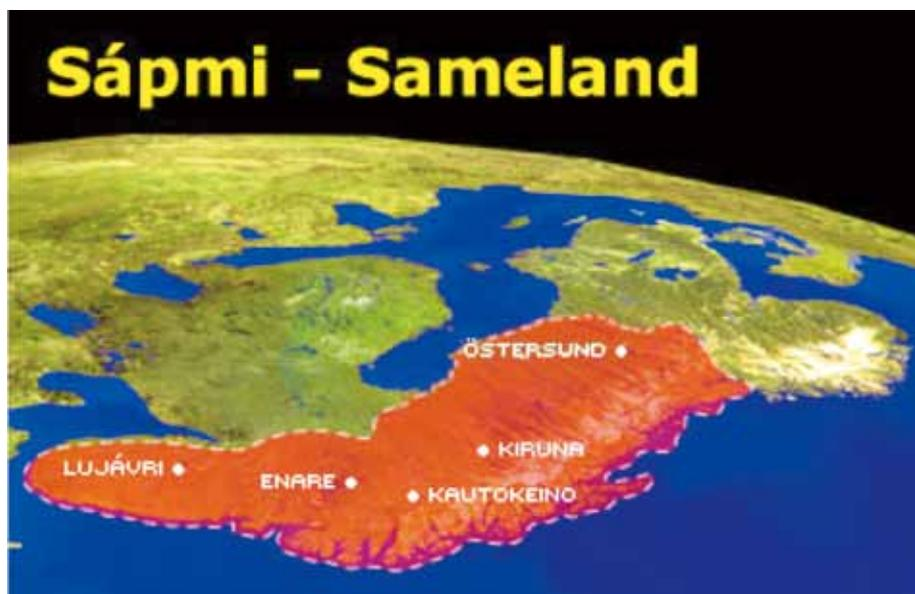 Sápmi - Sameland
ÖSTERSUND
KIRUNA
LUJÁVRI
ENARE
KAUTOKEINO